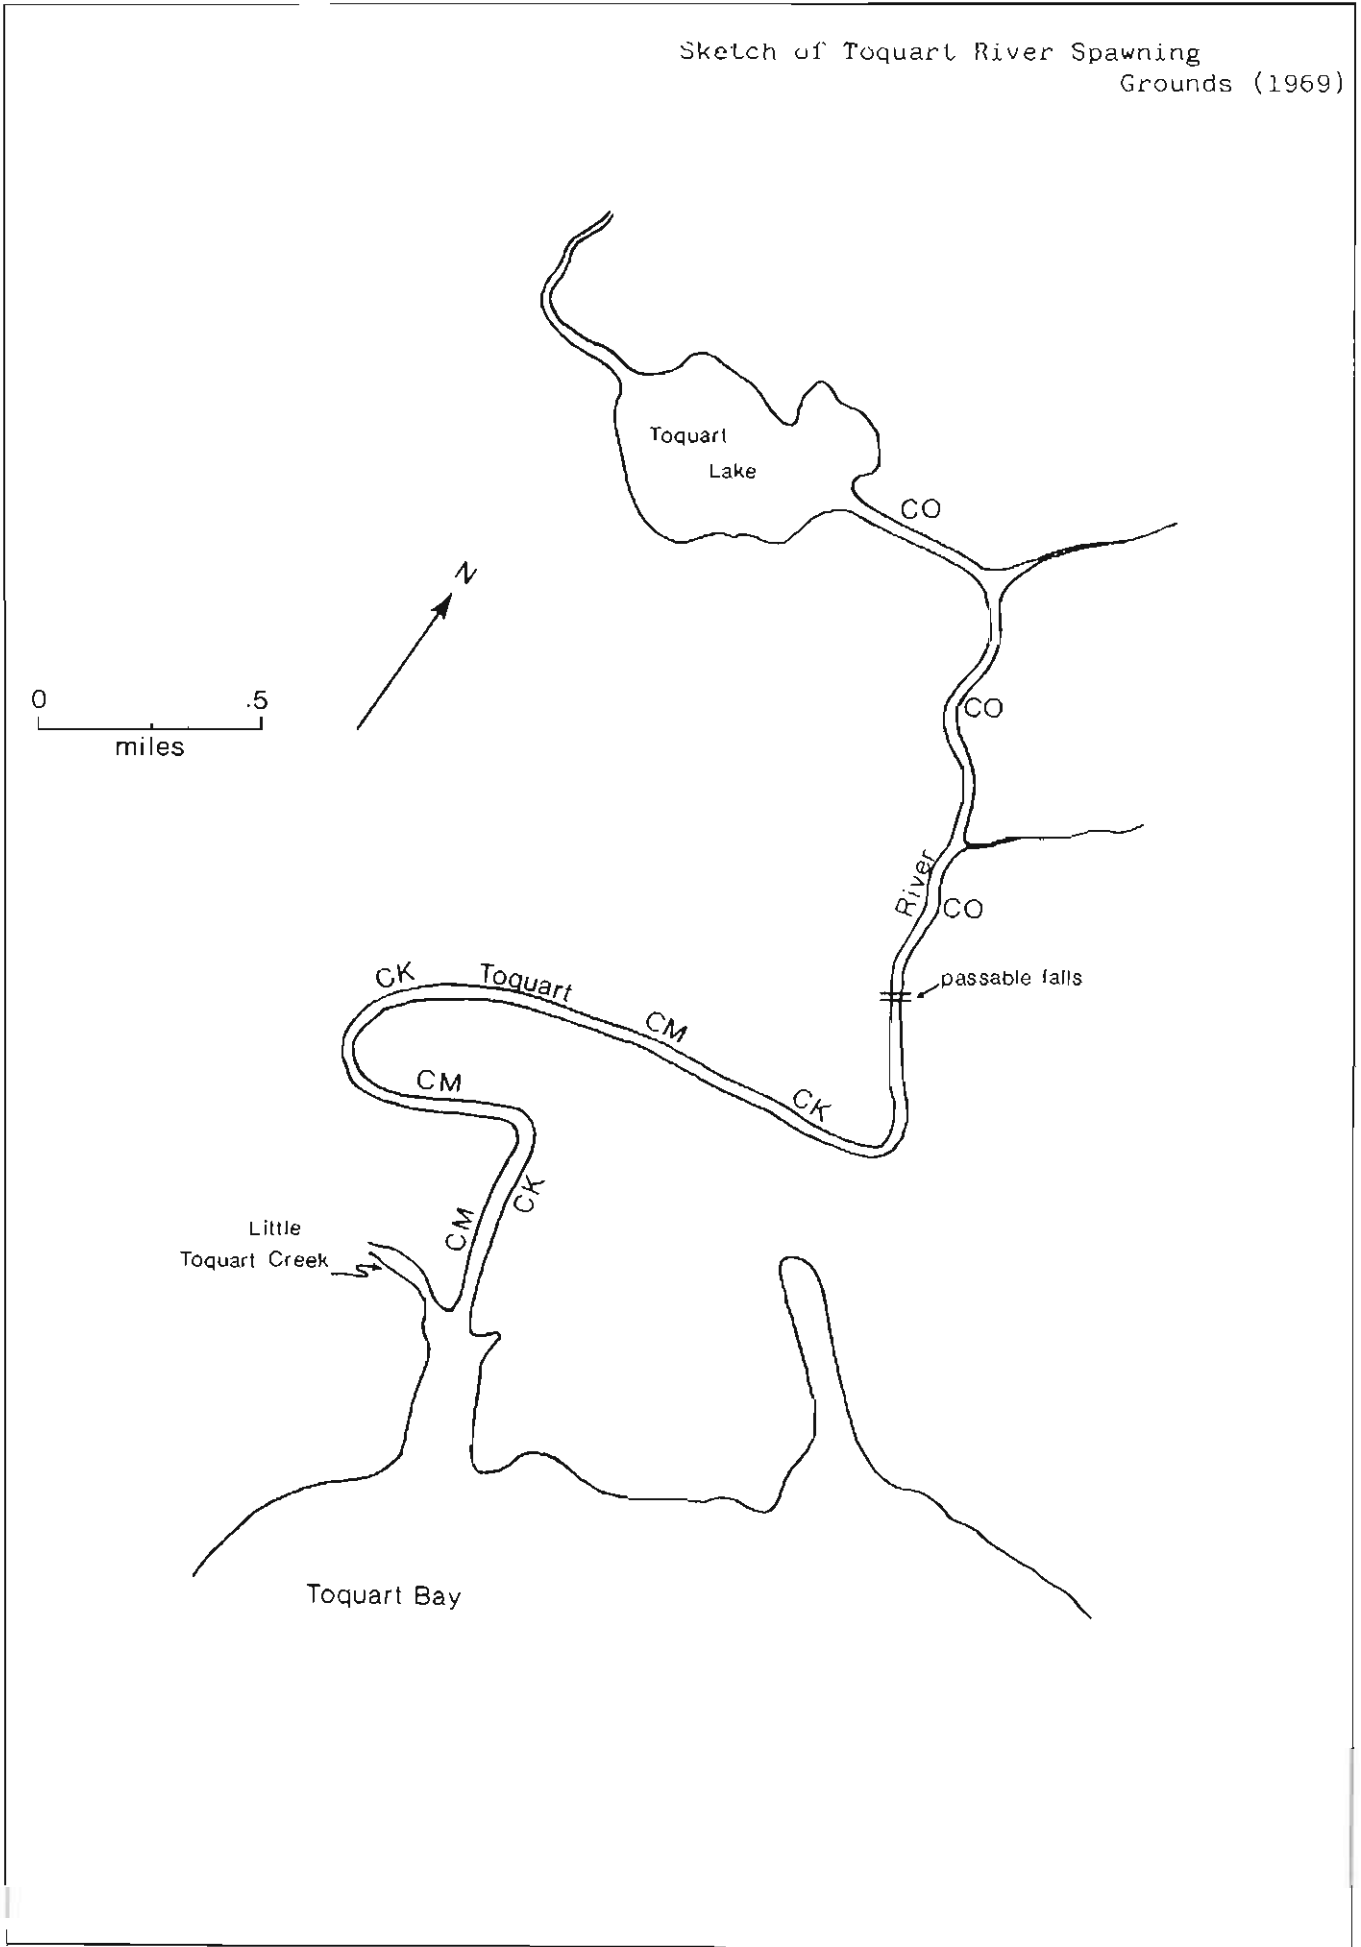 Sketch of Toquart River Spawning
Grounds (1969)
Toquart
Lake
CO
N
0 .5
miles
CO
River
CO
passable falls
CK
Toquart
CM
CM
CK
CK
CM
Little
Toquart Creek
Toquart Bay